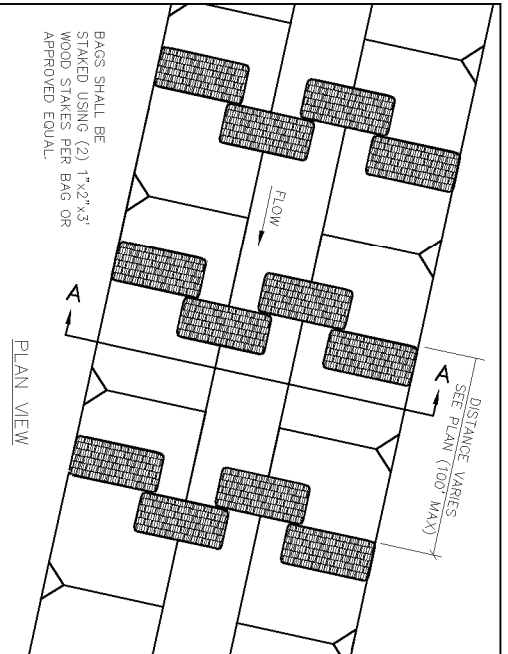 BAGS SHALL BE
STAKED USING (2) 1"x2"x3'
WOOD STAKES PER BAG OR
APPROVED EQUAL.
FLOW
A
A
DISTANCE VARIES
SEE PLAN (100' MAX)
PLAN VIEW